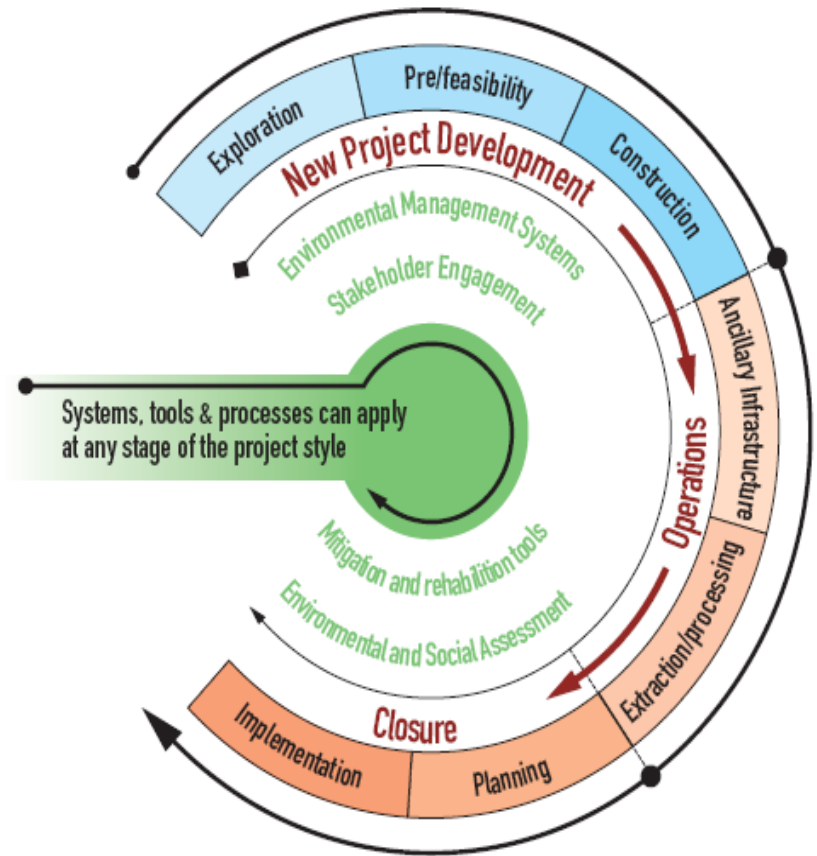 Exploration
Pre/feasibility
Construction
New Project Development
Environmental Management Systems
Stakeholder Engagement
Ancillary Infrastructure
Systems, tools & processes can apply
at any stage of the project style
Operations
Extraction/processing
Mitigation and rehabilition tools
Environmental and Social Assessment
Closure
Planning
Implementation